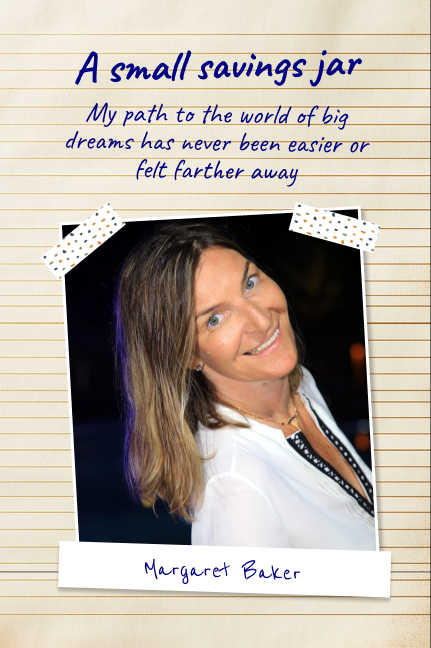 A small savings jar
My path to the world of big
dreams has never been easier or
felt farther away
Margaret Baker